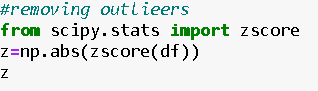 #removing outlieers
from scipy.stats import zscore
z=np.abs(zscore(df))
z